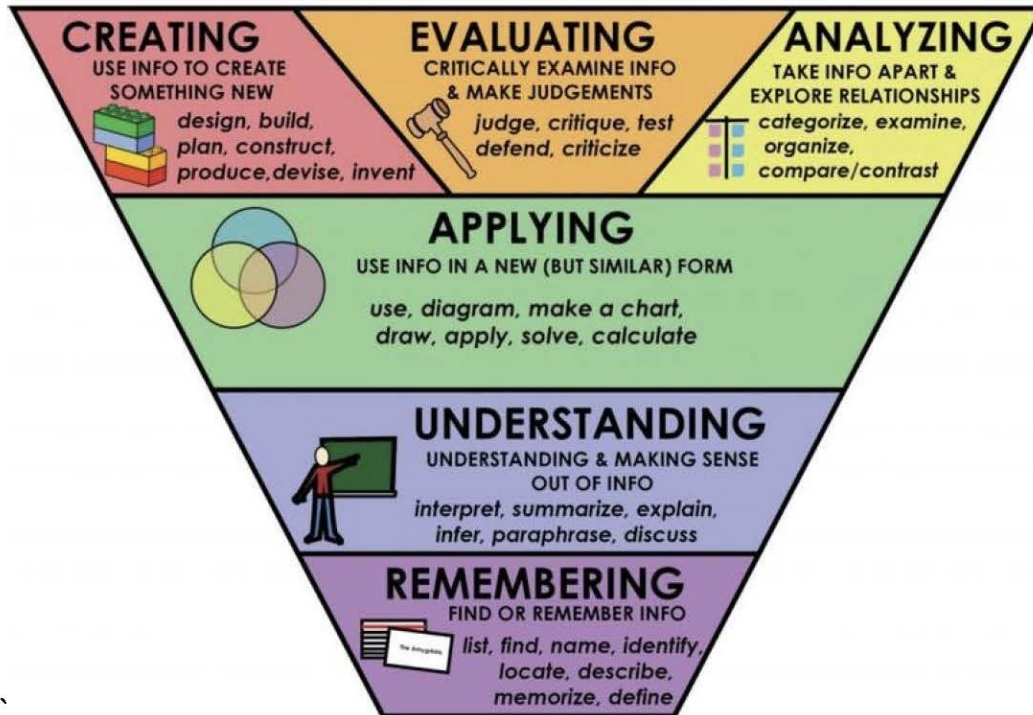 CREATING
USE INFO TO CREATE
SOMETHING NEW
design, build,
plan, construct,
produce,devise, invent
EVALUATING
CRITICALLY EXAMINE INFO
& MAKE JUDGEMENTS
judge, critique, test
defend, criticize
ANALYZING
TAKE INFO APART &
EXPLORE RELATIONSHIPS
categorize, examine,
organize,
compare/contrast
APPLYING
USE INFO IN A NEW (BUT SIMILAR) FORM
use, diagram, make a chart,
draw, apply, solve, calculate
UNDERSTANDING
UNDERSTANDING & MAKING SENSE
OUT OF INFO
interpret, summarize, explain,
infer, paraphrase, discuss
REMEMBERING
FIND OR REMEMBER INFO
The Amygdala
list, find, name, identify,
locate, describe,
memorize, define
`